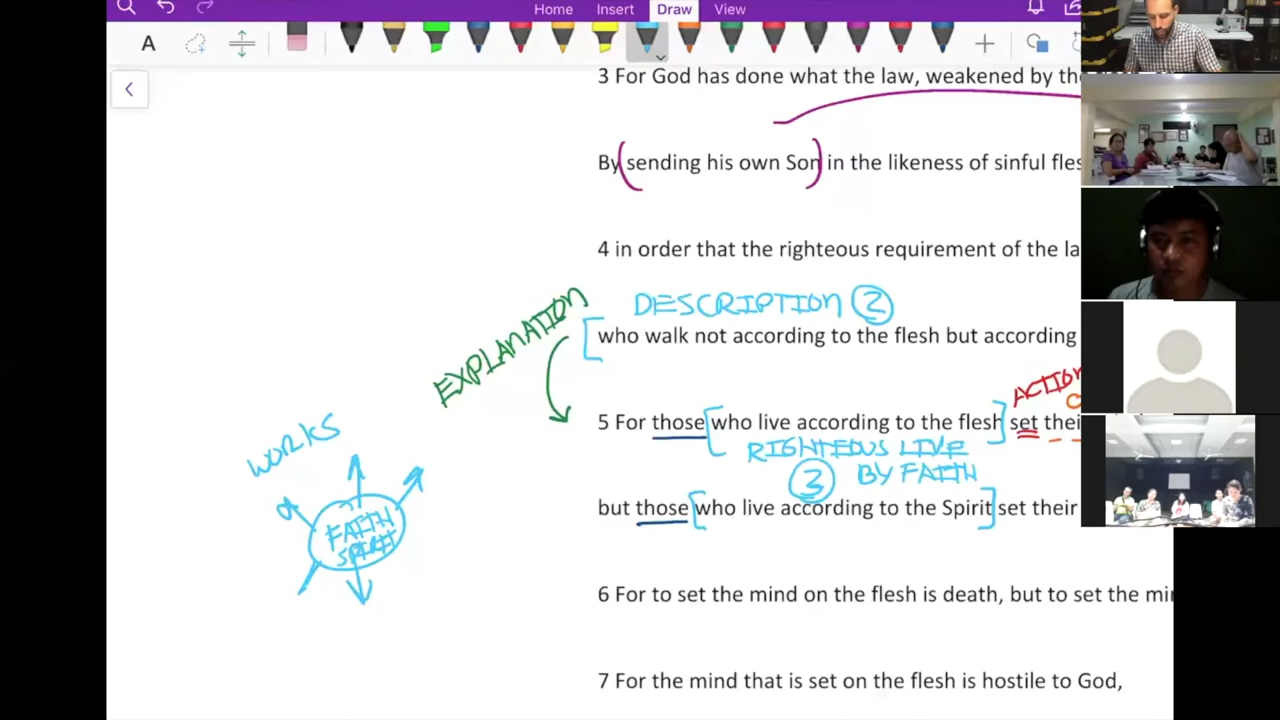 Home Insert Draw View
A
3 For God has done what the law, weakened by the
By (sending his own Son) in the likeness of sinful fles
4 in order that the righteous requirement of the la
DESCRIPTION 2
EXPLANATION
[who walk not according to the flesh but according
ACTION
5 For those [who live according to the flesh] set thei
RIGHTEOUS LIVE
3 BY FAITH
but those [who live according to the Spirit] set their
WORKS
FAITH
SPIRIT
6 For to set the mind on the flesh is death, but to set the mi
7 For the mind that is set on the flesh is hostile to God,